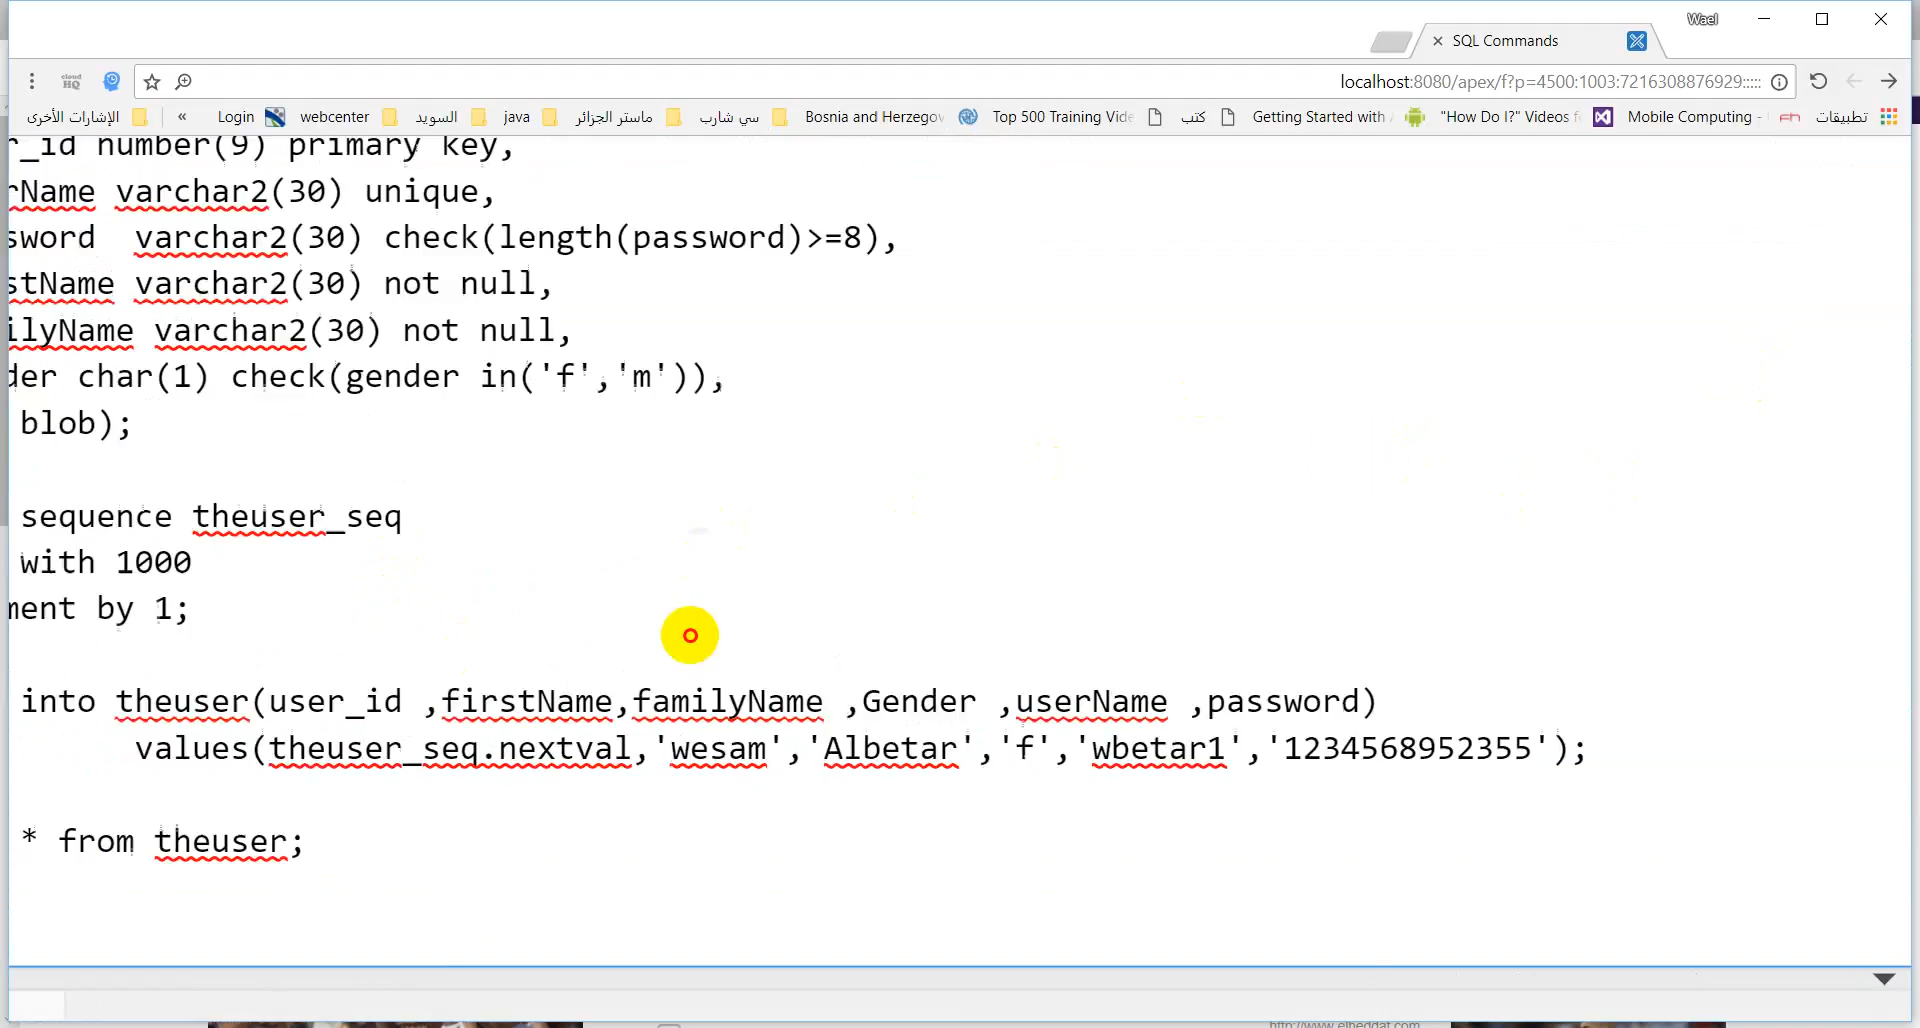 Wael
SQL Commands
localhost:8080/apex/f?p=4500:1003:7216308876929:::::
cloud HQ
الإشارات الأخرى « Login webcenter السويد java ماستر الجزائر سي شارب Bosnia and Herzegov Top 500 Training Vide كتب Getting Started with "How Do I?" Videos f Mobile Computing - تطبيقات
r_id number(9) primary key,
rName varchar2(30) unique,
sword varchar2(30) check(length(password)>=8),
stName varchar2(30) not null,
ilyName varchar2(30) not null,
der char(1) check(gender in('f','m')),
blob);
sequence theuser_seq
with 1000
ment by 1;
into theuser(user_id ,firstName,familyName ,Gender ,userName ,password)
values(theuser_seq.nextval,'wesam','Albetar','f','wbetar1','1234568952355');
* from theuser;